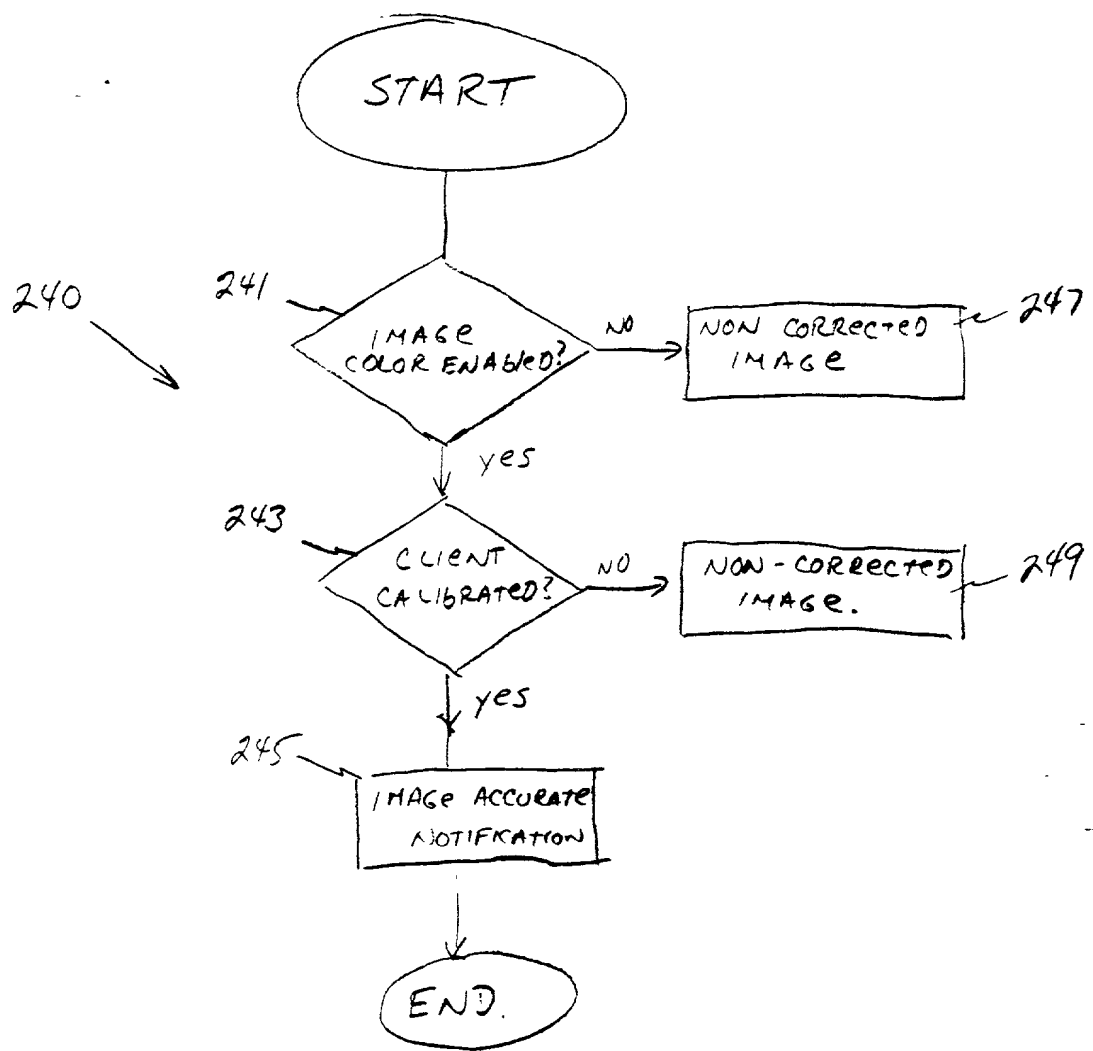 START
240
241
IMAGE
COLOR ENABLED?
NO
NON CORRECTED
IMAGE
247
yes
243
CLIENT
CALIBRATED?
NO
NON-CORRECTED
IMAGE.
249
yes
245
IMAGE ACCURATE
NOTIFICATION
END.